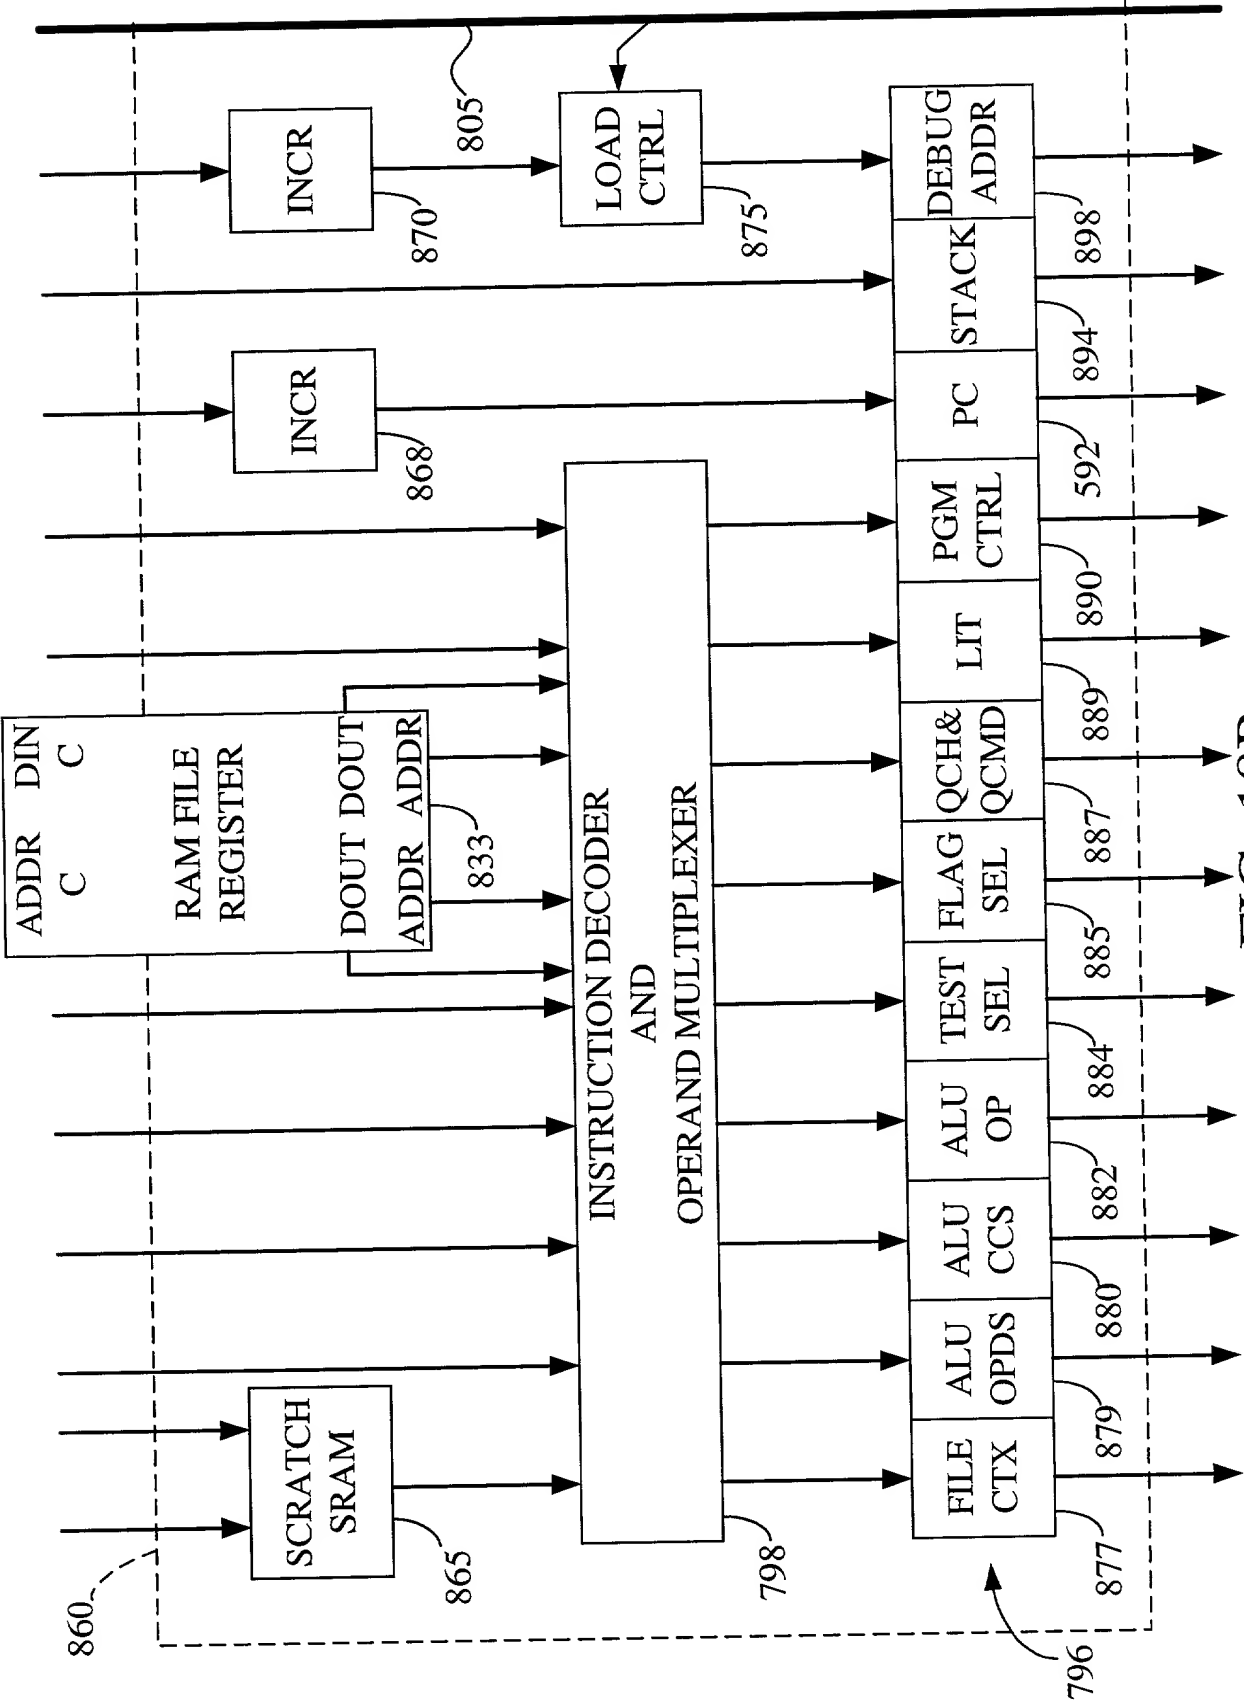 860
SCRATCH
SRAM
865
ADDR DIN
C C
RAM FILE
REGISTER
DOUT DOUT
ADDR ADDR
833
INCR
868
INCR
870
805
LOAD
CTRL
875
INSTRUCTION DECODER
AND
OPERAND MULTIPLEXER
798
796
FILE
CTX
877
ALU
OPDS
879
ALU
CCS
880
ALU
OP
882
TEST
SEL
884
FLAG
SEL
885
QCH&
QCMD
887
LIT
889
PGM
CTRL
890
PC
592
STACK
894
DEBUG
ADDR
898